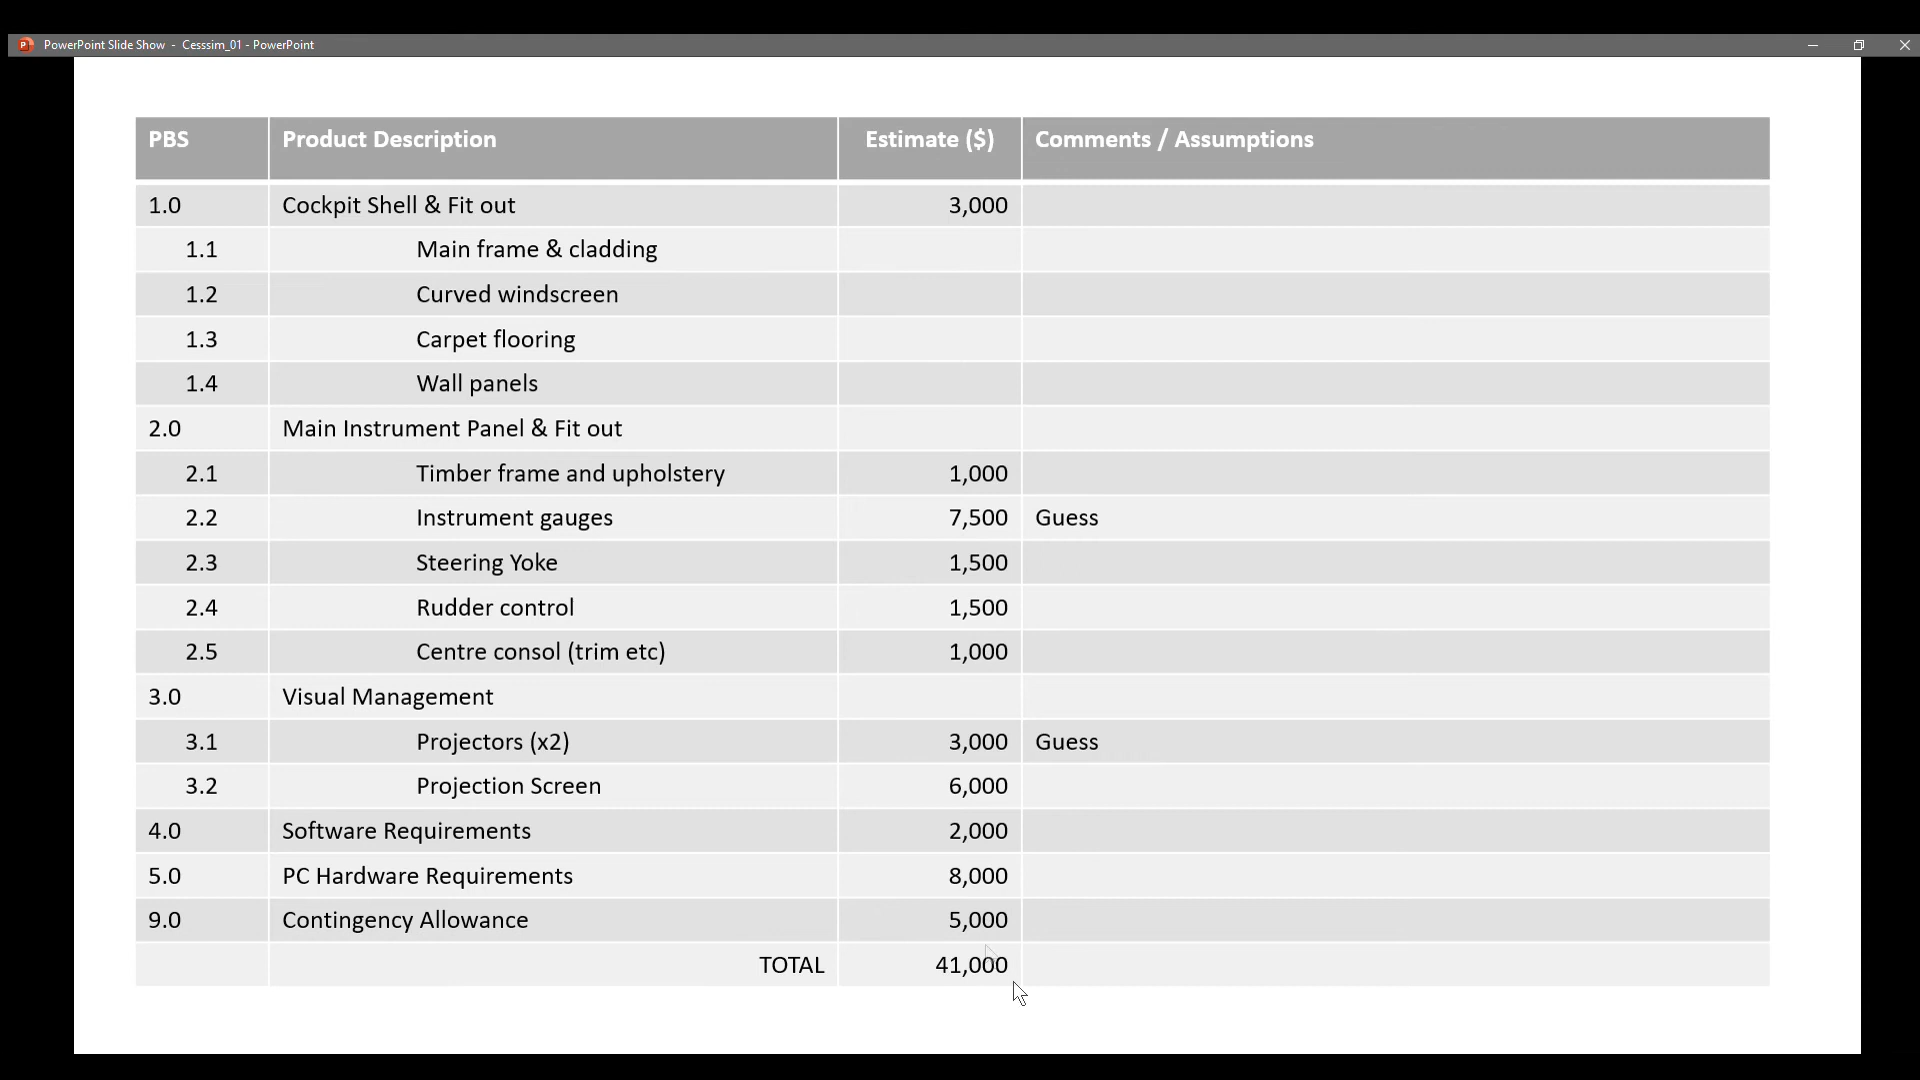 PowerPoint Slide Show - Cesssim_01 - PowerPoint
PBS Product Description Estimate ($) Comments / Assumptions
1.0 Cockpit Shell & Fit out 3,000
1.1 Main frame & cladding
1.2 Curved windscreen
1.3 Carpet flooring
1.4 Wall panels
2.0 Main Instrument Panel & Fit out
2.1 Timber frame and upholstery 1,000
2.2 Instrument gauges 7,500 Guess
2.3 Steering Yoke 1,500
2.4 Rudder control 1,500
2.5 Centre consol (trim etc) 1,000
3.0 Visual Management
3.1 Projectors (x2) 3,000 Guess
3.2 Projection Screen 6,000
4.0 Software Requirements 2,000
5.0 PC Hardware Requirements 8,000
9.0 Contingency Allowance 5,000
TOTAL 41,000